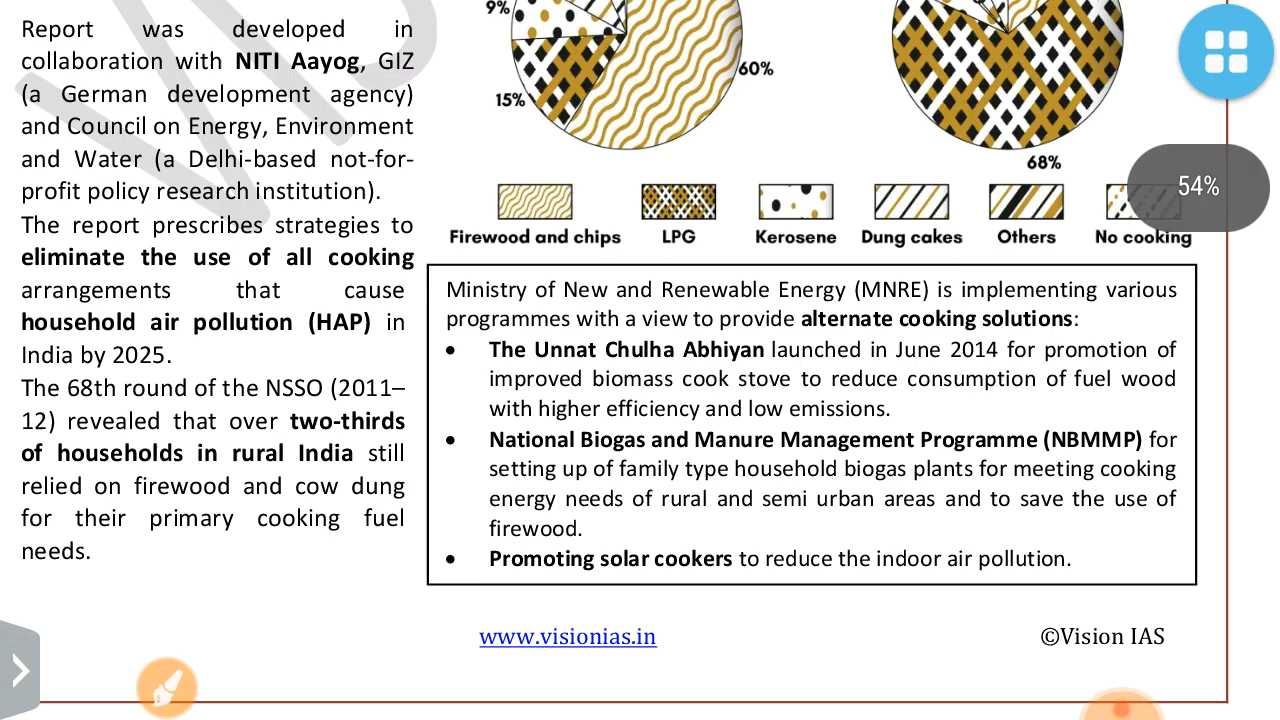 Report was developed in
collaboration with NITI Aayog, GIZ
(a German development agency)
and Council on Energy, Environment
and Water (a Delhi-based not-for-
profit policy research institution).
The report prescribes strategies to
eliminate the use of all cooking
arrangements that cause
household air pollution (HAP) in
India by 2025.
The 68th round of the NSSO (2011–
12) revealed that over two-thirds
of households in rural India still
relied on firewood and cow dung
for their primary cooking fuel
needs.
9%
60%
15%
68%
54%
Firewood and chips LPG Kerosene Dung cakes Others No cooking
Ministry of New and Renewable Energy (MNRE) is implementing various
programmes with a view to provide alternate cooking solutions:
• The Unnat Chulha Abhiyan launched in June 2014 for promotion of
improved biomass cook stove to reduce consumption of fuel wood
with higher efficiency and low emissions.
• National Biogas and Manure Management Programme (NBMMP) for
setting up of family type household biogas plants for meeting cooking
energy needs of rural and semi urban areas and to save the use of
firewood.
• Promoting solar cookers to reduce the indoor air pollution.
www.visionias.in ©Vision IAS